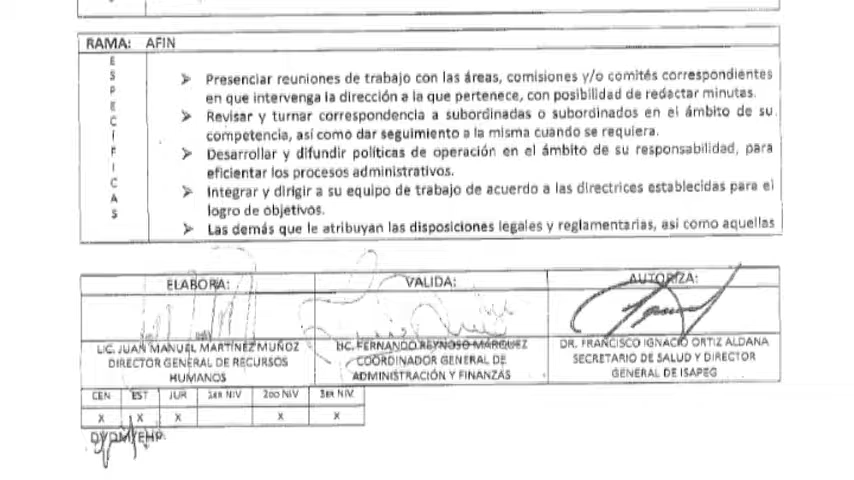 RAMA: AFIN
ESPECÍFICAS
➢ Presenciar reuniones de trabajo con las áreas, comisiones y/o comités correspondientes
en que intervenga la dirección a la que pertenece, con posibilidad de redactar minutas.
➢ Revisar y turnar correspondencia a subordinadas o subordinados en el ámbito de su
competencia, así como dar seguimiento a la misma cuando se requiera.
➢ Desarrollar y difundir políticas de operación en el ámbito de su responsabilidad, para
eficientar los procesos administrativos.
➢ Integrar y dirigir a su equipo de trabajo de acuerdo a las directrices establecidas para el
logro de objetivos.
➢ Las demás que le atribuyan las disposiciones legales y reglamentarias, así como aquellas
ELABORA: VALIDA: AUTORIZA:
LIC. JUAN MANUEL MARTÍNEZ MUÑOZ
DIRECTOR GENERAL DE RECURSOS
HUMANOS
LIC. FERNANDO REYNOSO MÁRQUEZ
COORDINADOR GENERAL DE
ADMINISTRACIÓN Y FINANZAS
DR. FRANCISCO IGNACIO ORTIZ ALDANA
SECRETARIO DE SALUD Y DIRECTOR
GENERAL DE ISAPEG
CEN EST JUR 1ER NIV 2DO NIV 3ER NIV
X X X X X